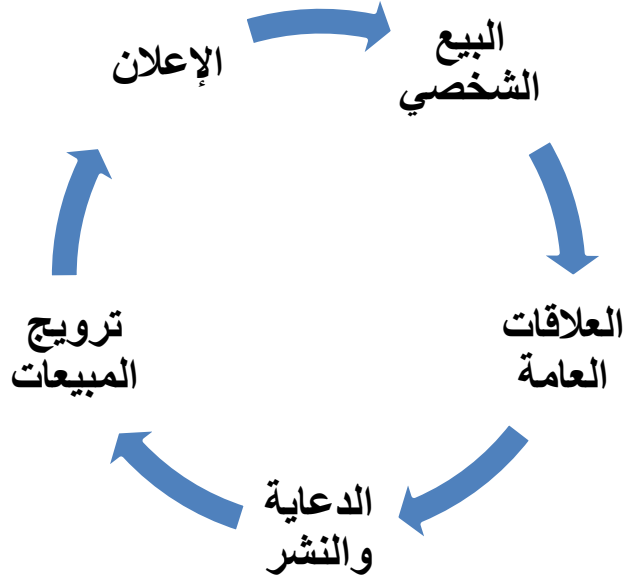 البيع
الشخصي
الإعلان
العلاقات
العامة
ترويج
المبيعات
الدعاية
والنشر